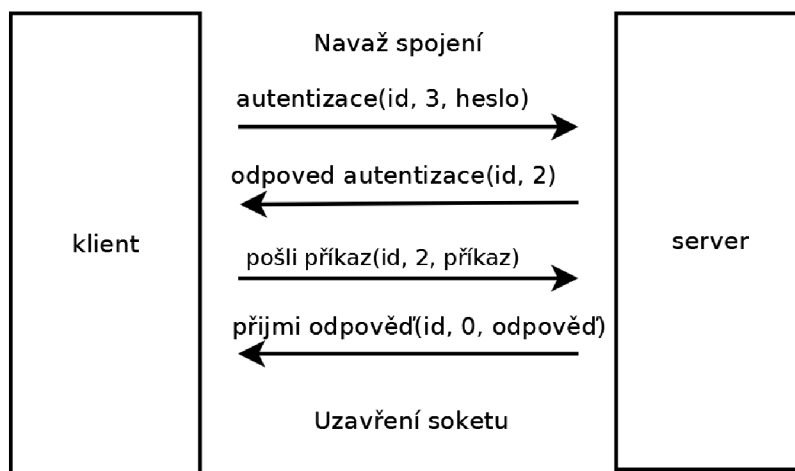 Navaž spojení
autentizace(id, 3, heslo)
odpoved autentizace(id, 2)
klient
server
pošli příkaz(id, 2, příkaz)
přijmi odpověď(id, 0, odpověď)
Uzavření soketu